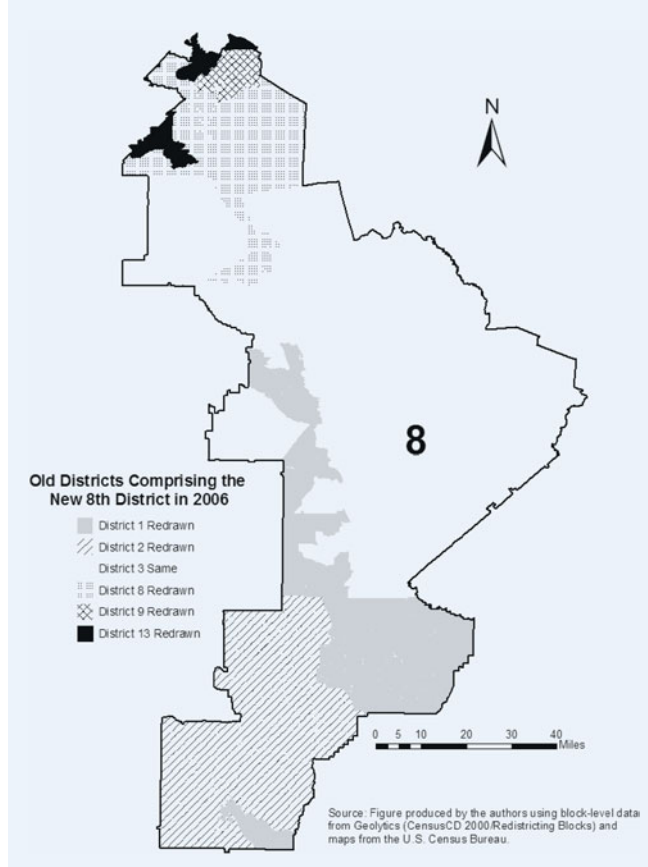 N
8
Old Districts Comprising the
New 8th District in 2006
District 1 Redrawn
District 2 Redrawn
District 3 Same
District 8 Redrawn
District 9 Redrawn
District 13 Redrawn
0 5 10 20 30 40
Miles
Source: Figure produced by the authors using block-level data
from Geolytics (CensusCD 2000/Redistricting Blocks) and
maps from the U.S. Census Bureau.